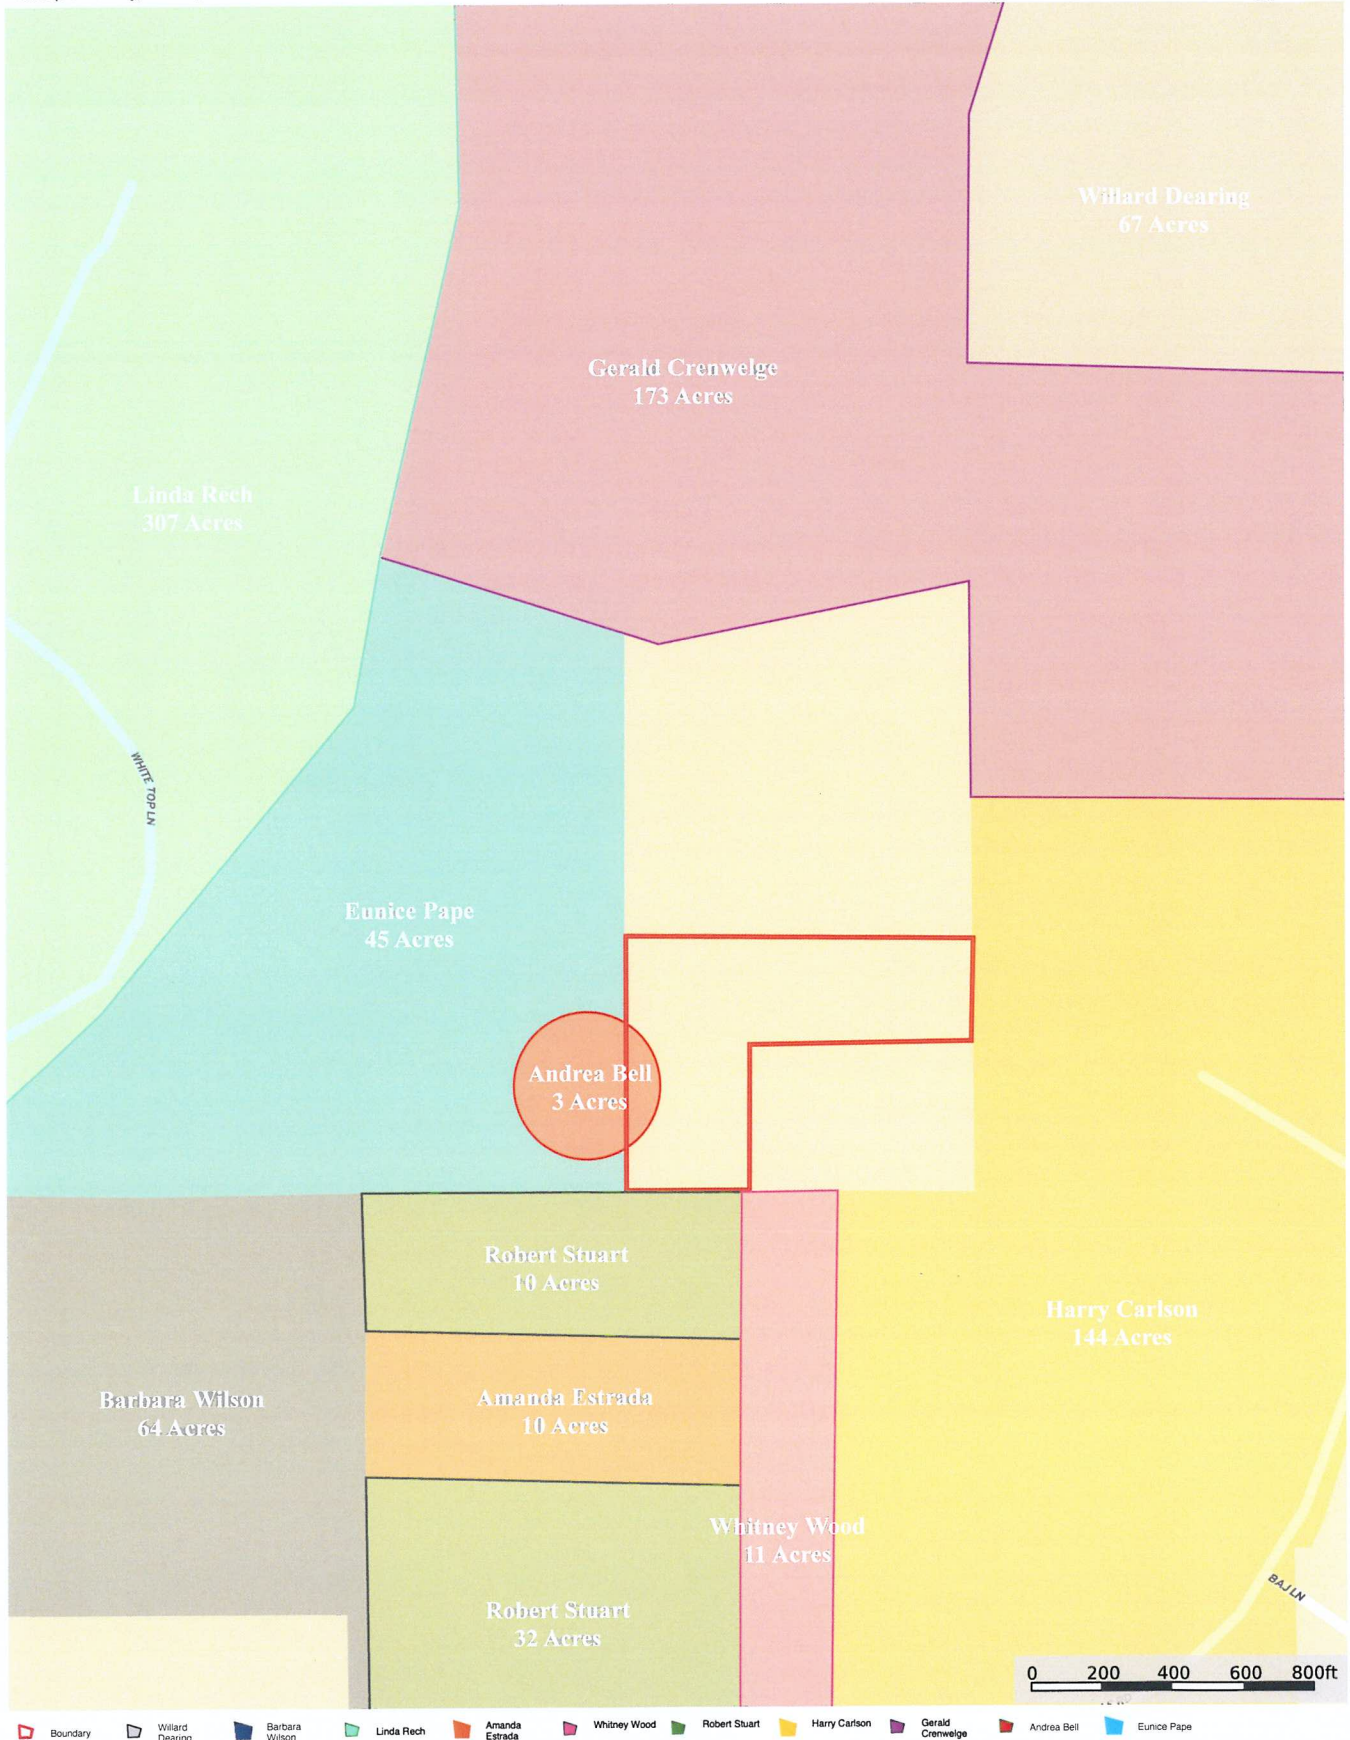 Willard Dearing
67 Acres
Gerald Crenwelge
173 Acres
Linda Rech
307 Acres
WHITE TOP LN
Eunice Pape
45 Acres
Andrea Bell
3 Acres
Robert Stuart
10 Acres
Harry Carlson
144 Acres
Barbara Wilson
64 Acres
Amanda Estrada
10 Acres
Whitney Wood
11 Acres
BAJ LN
Robert Stuart
32 Acres
0 200 400 600 800ft
Boundary
Willard
Dearing
Barbara
Wilson
Linda Rech
Amanda
Estrada
Whitney Wood
Robert Stuart
Harry Carlson
Gerald
Crenwelge
Andrea Bell
Eunice Pape